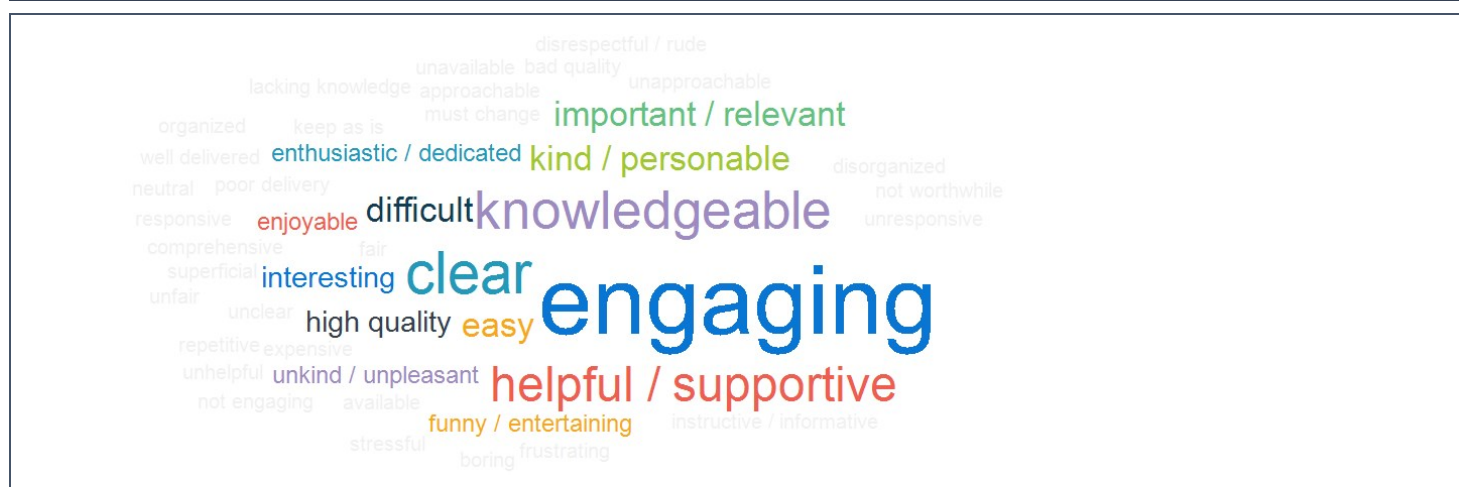 disrespectful / rude
unavailable bad quality
lacking knowledge approachable unapproachable
must change important / relevant
organized keep as is
well delivered enthusiastic / dedicated kind / personable disorganized
neutral poor delivery not worthwhile
responsive enjoyable difficult knowledgeable unresponsive
comprehensive fair
superficial interesting clear
unfair engaging
unclear high quality easy
repetitive expensive
unhelpful unkind / unpleasant helpful / supportive
not engaging available
funny / entertaining instructive / informative
stressful frustrating
boring